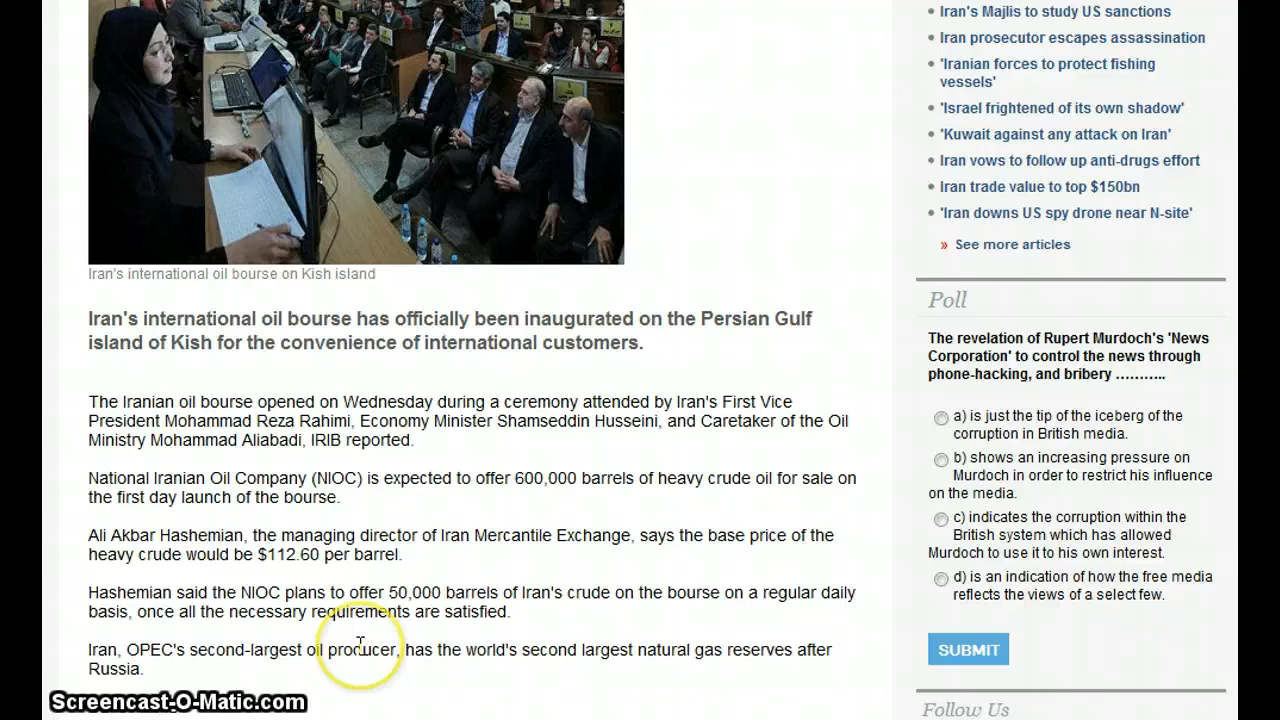 Iran's international oil bourse on Kish island
Iran's international oil bourse has officially been inaugurated on the Persian Gulf
island of Kish for the convenience of international customers.
The Iranian oil bourse opened on Wednesday during a ceremony attended by Iran's First Vice
President Mohammad Reza Rahimi, Economy Minister Shamseddin Husseini, and Caretaker of the Oil
Ministry Mohammad Aliabadi, IRIB reported.
National Iranian Oil Company (NIOC) is expected to offer 600,000 barrels of heavy crude oil for sale on
the first day launch of the bourse.
Ali Akbar Hashemian, the managing director of Iran Mercantile Exchange, says the base price of the
heavy crude would be $112.60 per barrel.
Hashemian said the NIOC plans to offer 50,000 barrels of Iran's crude on the bourse on a regular daily
basis, once all the necessary requirements are satisfied.
Iran, OPEC's second-largest oil producer, has the world's second largest natural gas reserves after
Russia.
Screencast-O-Matic.com
Iran's Majlis to study US sanctions
Iran prosecutor escapes assassination
'Iranian forces to protect fishing
vessels'
'Israel frightened of its own shadow'
'Kuwait against any attack on Iran'
Iran vows to follow up anti-drugs effort
Iran trade value to top $150bn
'Iran downs US spy drone near N-site'
» See more articles
Poll
The revelation of Rupert Murdoch's 'News
Corporation' to control the news through
phone-hacking, and bribery ………..
a) is just the tip of the iceberg of the
corruption in British media.
b) shows an increasing pressure on
Murdoch in order to restrict his influence
on the media.
c) indicates the corruption within the
British system which has allowed
Murdoch to use it to his own interest.
d) is an indication of how the free media
reflects the views of a select few.
SUBMIT
Follow Us